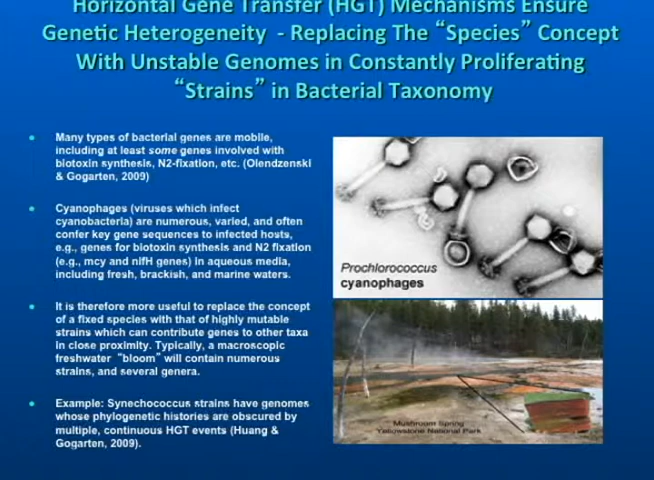 Horizontal Gene Transfer (HGT) Mechanisms Ensure
Genetic Heterogeneity - Replacing The “Species” Concept
With Unstable Genomes in Constantly Proliferating
“Strains” in Bacterial Taxonomy
Many types of bacterial genes are mobile,
including at least some genes involved with
biotoxin synthesis, N2-fixation, etc. (Olendzenski
& Gogarten, 2009)
Cyanophages (viruses which infect
cyanobacteria) are numerous, varied, and often
confer key gene sequences to infected hosts,
e.g., genes for biotoxin synthesis and N2 fixation
(e.g., mcy and nifH genes) in aqueous media,
including fresh, brackish, and marine waters.
It is therefore more useful to replace the concept
of a fixed species with that of highly mutable
strains which can contribute genes to other taxa
in close proximity. Typically, a macroscopic
freshwater “bloom” will contain numerous
strains, and several genera.
Example: Synechococcus strains have genomes
whose phylogenetic histories are obscured by
multiple, continuous HGT events (Huang &
Gogarten, 2009).
Prochlorococcus
cyanophages
Mushroom Spring
Yellowstone National Park